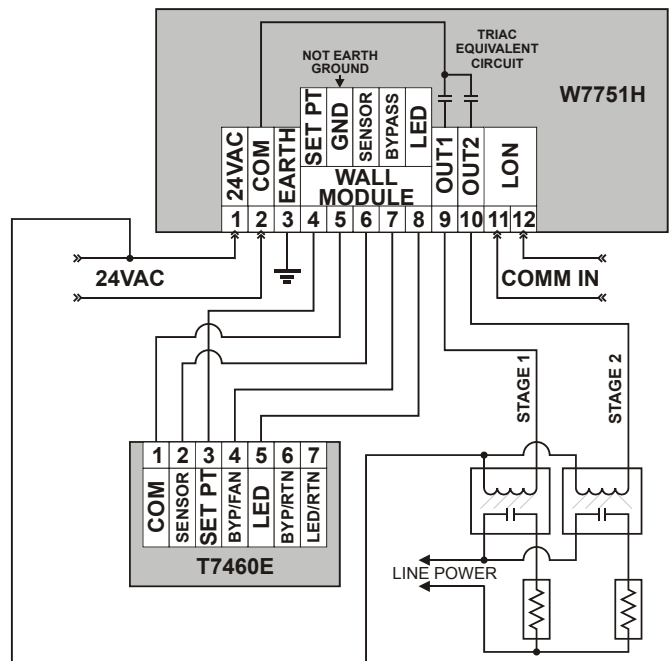 NOT EARTH
GROUND
TRIAC
EQUIVALENT
CIRCUIT
W7751H
24VAC
COM
EARTH
SET PT
GND
SENSOR
BYPASS
LED
OUT1
OUT2
LON
WALL
MODULE
1 2 3 4 5 6 7 8 9 10 11 12
24VAC
COMM IN
STAGE 1
STAGE 2
1 2 3 4 5 6 7
COM
SENSOR
SET PT
BYP/FAN
LED
BYP/RTN
LED/RTN
T7460E
LINE POWER